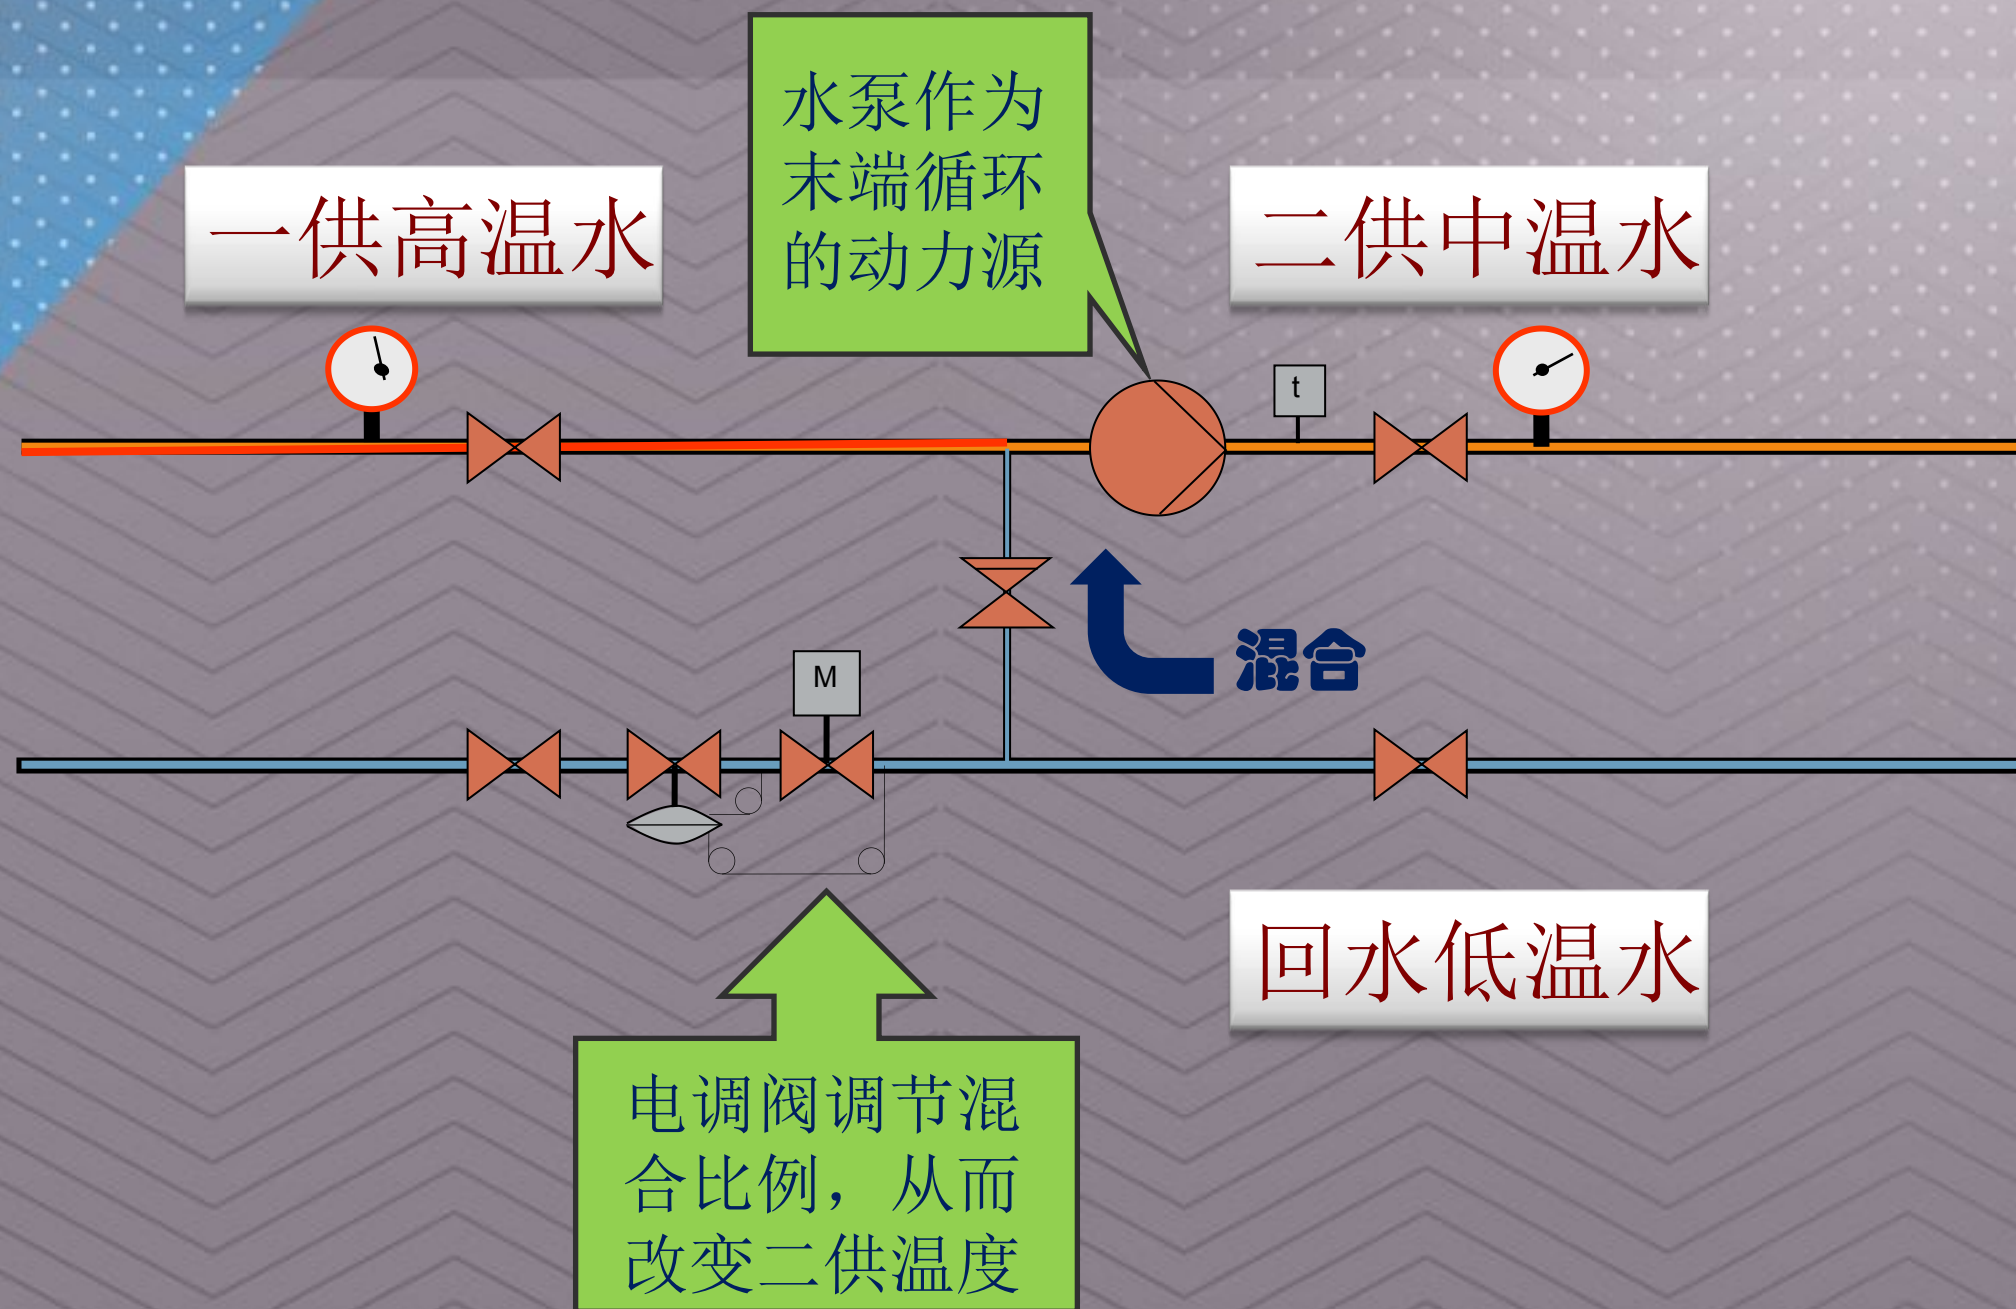 水泵作为
末端循环
的动力源
一供高温水
二供中温水
t
混合
M
回水低温水
电调阀调节混
合比例，从而
改变二供温度